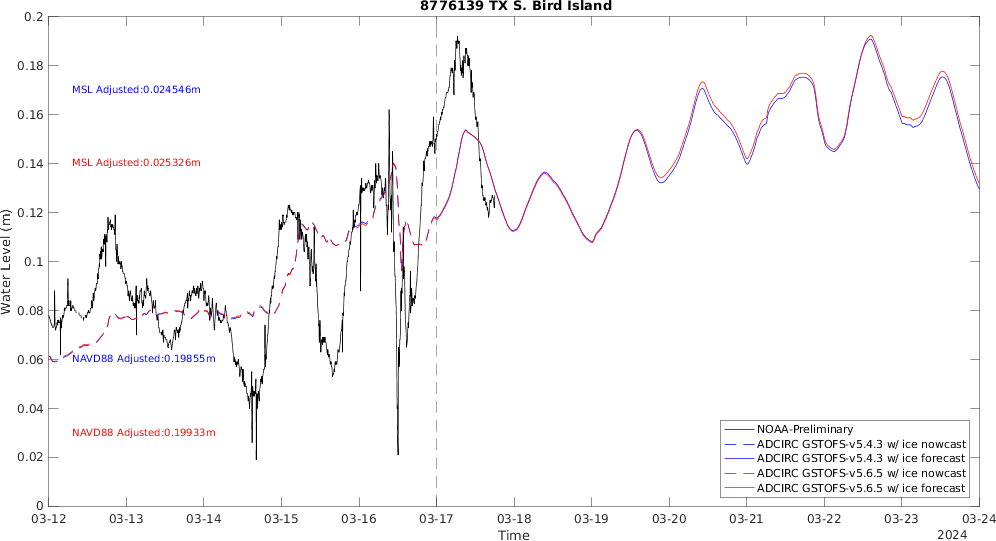 8776139 TX S. Bird Island
0.2
0.18
0.16
0.14
0.12
0.1
0.08
0.06
0.04
0.02
0
Water Level (m)
MSL Adjusted:0.024546m
MSL Adjusted:0.025326m
NAVD88 Adjusted:0.19855m
NAVD88 Adjusted:0.19933m
NOAA-Preliminary
ADCIRC GSTOFS-v5.4.3 w/ ice nowcast
ADCIRC GSTOFS-v5.4.3 w/ ice forecast
ADCIRC GSTOFS-v5.6.5 w/ ice nowcast
ADCIRC GSTOFS-v5.6.5 w/ ice forecast
03-12 03-13 03-14 03-15 03-16 03-17 03-18 03-19 03-20 03-21 03-22 03-23 03-24
Time
2024